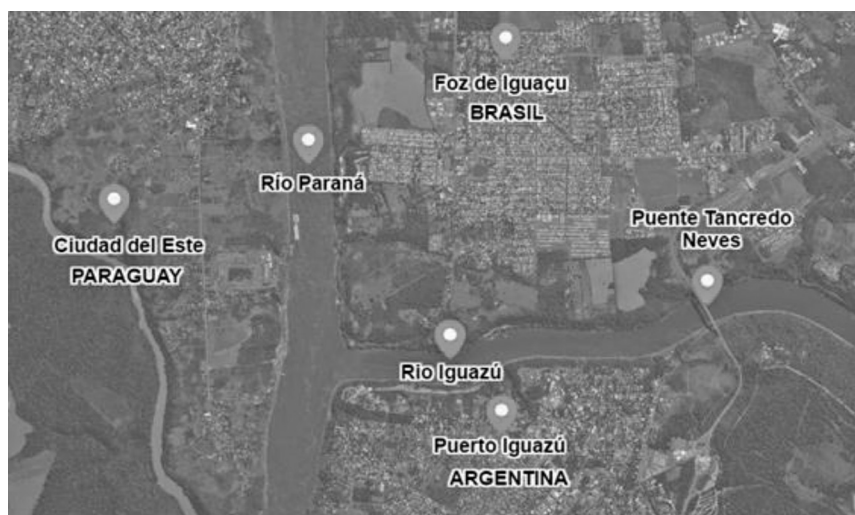 Foz de Iguaçu
BRASIL
Río Paraná
Puente Tancredo
Neves
Ciudad del Este
PARAGUAY
Rio Iguazú
Puerto Iguazú
ARGENTINA